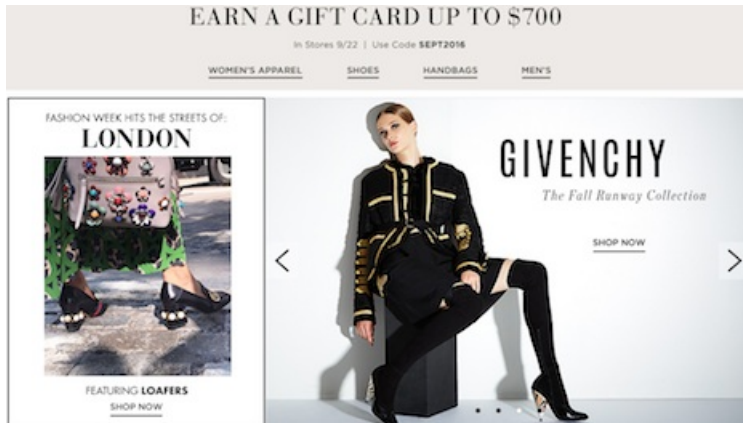 EARN A GIFT CARD UP TO $700
In Stores 9/22 | Use Code SEPT2016
WOMEN'S APPAREL SHOES HANDBAGS MEN'S
FASHION WEEK HITS THE STREETS OF:
LONDON
FEATURING LOAFERS
SHOP NOW
GIVENCHY
The Fall Runway Collection
SHOP NOW